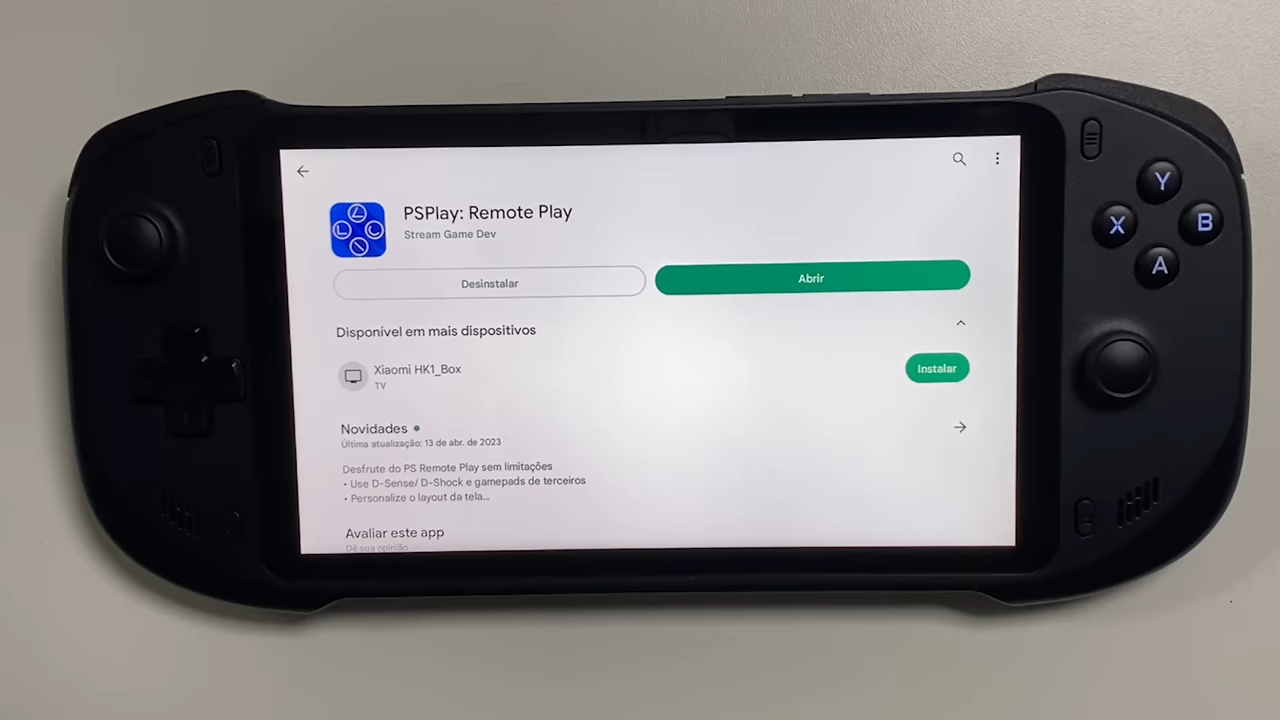 PSPlay: Remote Play
Stream Game Dev
Desinstalar
Abrir
Disponível em mais dispositivos
Xiaomi HK1_Box
TV
Instalar
Novidades
Última atualização: 13 de abr. de 2023
Desfrute do PS Remote Play sem limitações
• Use D-Sense/ D-Shock e gamepads de terceiros
• Personalize o layout da tela...
Avaliar este app
Dê sua opinião
Y
X
B
A